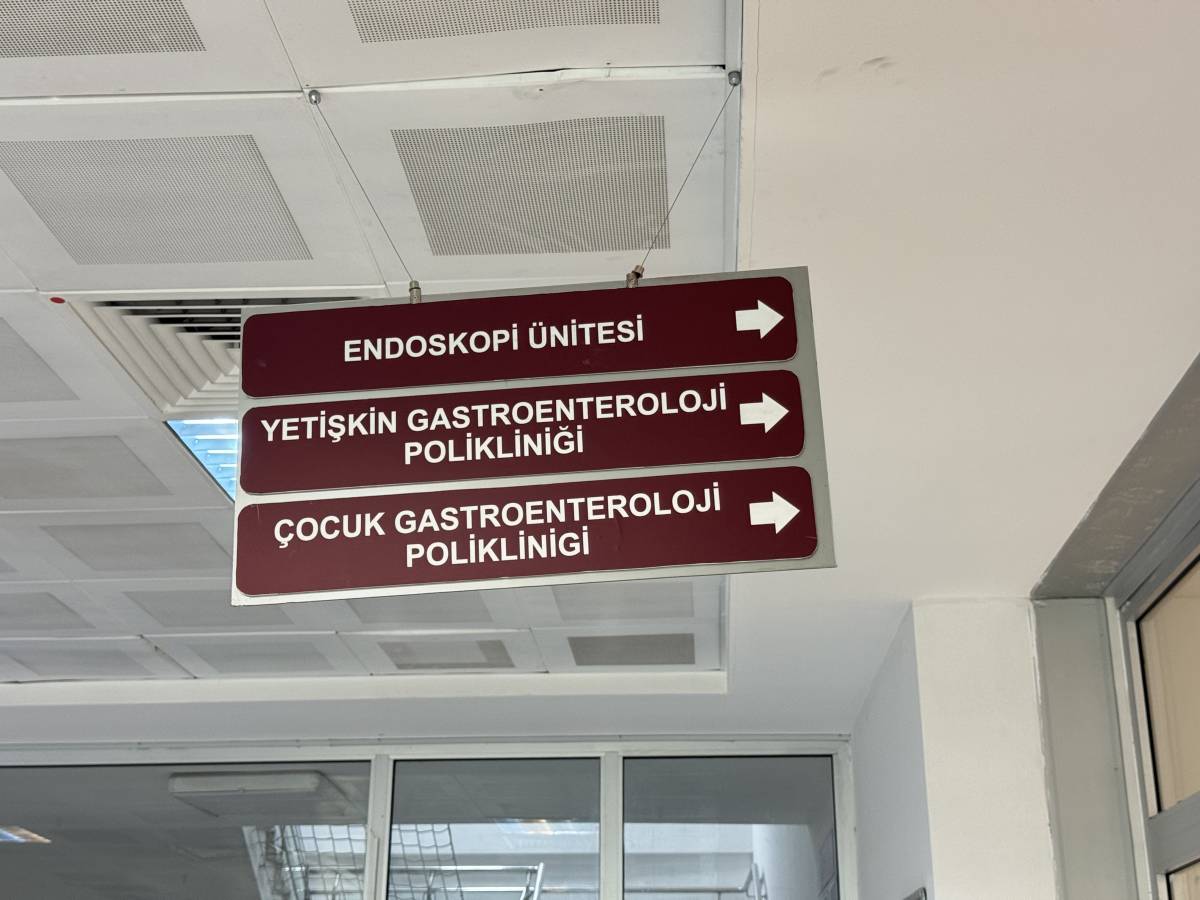 ENDOSKOPİ ÜNİTESİ
YETİŞKİN GASTROENTEROLOJİ
POLİKLİNİĞİ
ÇOCUK GASTROENTEROLOJİ
POLİKLİNİGİ